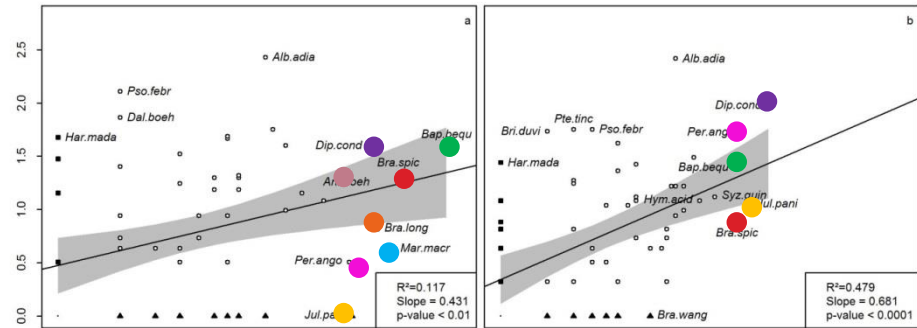 a
2.5
2.0
1.5
1.0
0.5
0.0
Alb.adia
Pso.febr
Dal.boeh
Har.mada
Dip.cond
Bap.bequ
Bra.spic
Bra.long
Mar.macr
Per.ango
R²=0.117
Slope = 0.431
p-value < 0.01
b
Alb.adia
Dip.cond
Pte.tinc
Bri.duvi
Pso.febr
Per.ang
Har.mada
Bap.bequ
Hym.acid
Syz.guin
Jul.pani
Bra.spic
Bra.wang
R²=0.479
Slope = 0.681
p-value < 0.0001